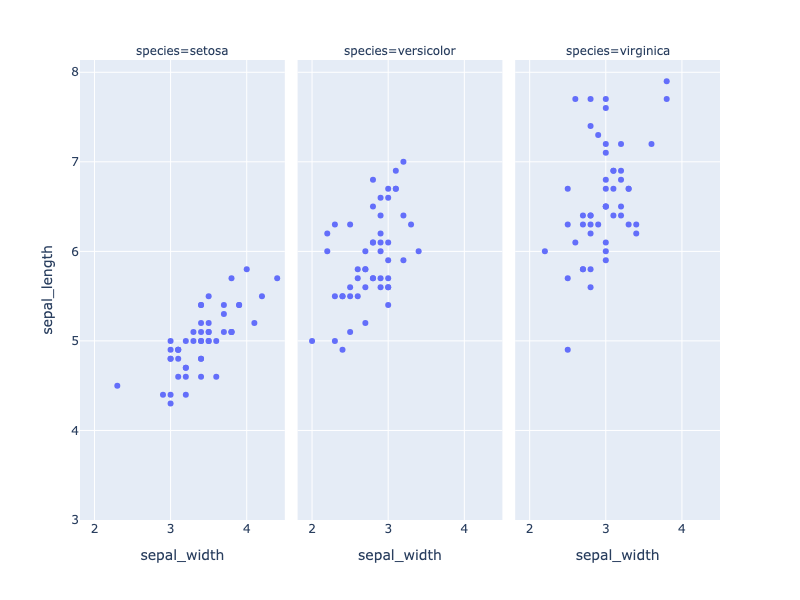 species=setosa
species=versicolor
species=virginica
8
7
6
5
4
3
sepal_length
2 3 4
2 3 4
2 3 4
sepal_width
sepal_width
sepal_width